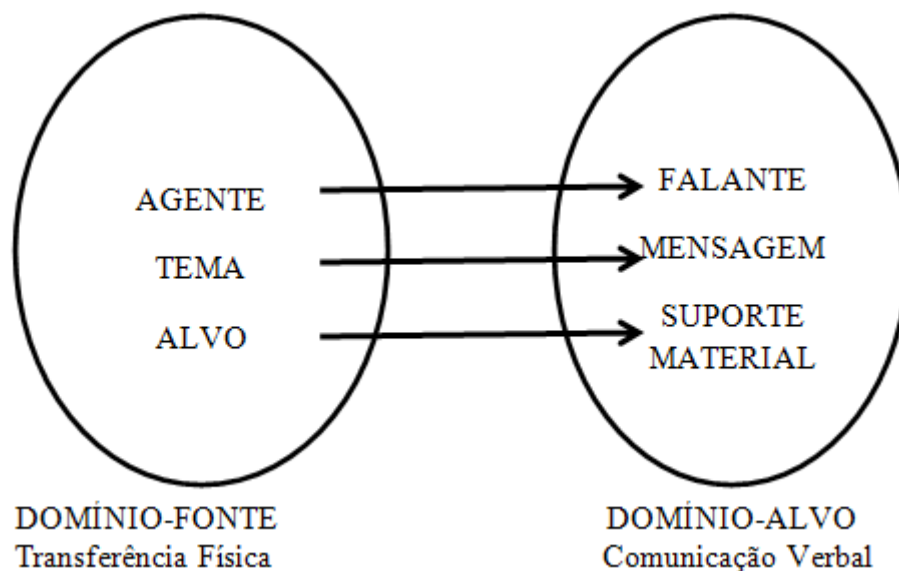 AGENTE
TEMA
ALVO
FALANTE
MENSAGEM
SUPORTE
MATERIAL
DOMÍNIO-FONTE
Transferência Física
DOMÍNIO-ALVO
Comunicação Verbal